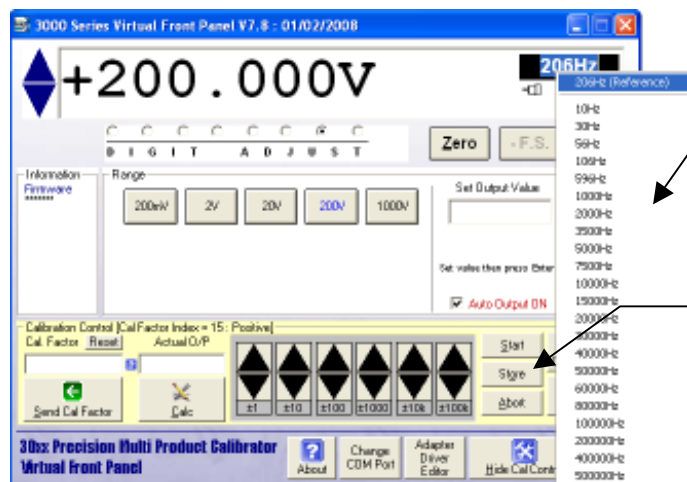 3000 Series Virtual Front Panel V7.8 : 01/02/2008
+200.000V
206Hz
DIGIT ADJUST
Zero
- F.S.
Information
Firmware
Range
200mV
2V
20V
200V
1000V
Set Output Value
Set value then press Enter
Auto Output ON
Calibration Control [Cal Factor Index = 15 : Positive]
Cal. Factor
Reset
Actual O/P
Send Cal Factor
Calc
±1
±10
±100
±1000
±10k
±100k
Start
Store
Abort
30xx Precision Multi Product Calibrator
Virtual Front Panel
About
Change
COM Port
Adapter
Driver
Editor
Hide Cal Contr
206Hz (Reference)
10Hz
30Hz
56Hz
106Hz
596Hz
1000Hz
2000Hz
3500Hz
5000Hz
7500Hz
10000Hz
15000Hz
20000Hz
30000Hz
40000Hz
50000Hz
60000Hz
80000Hz
100000Hz
200000Hz
400000Hz
500000Hz